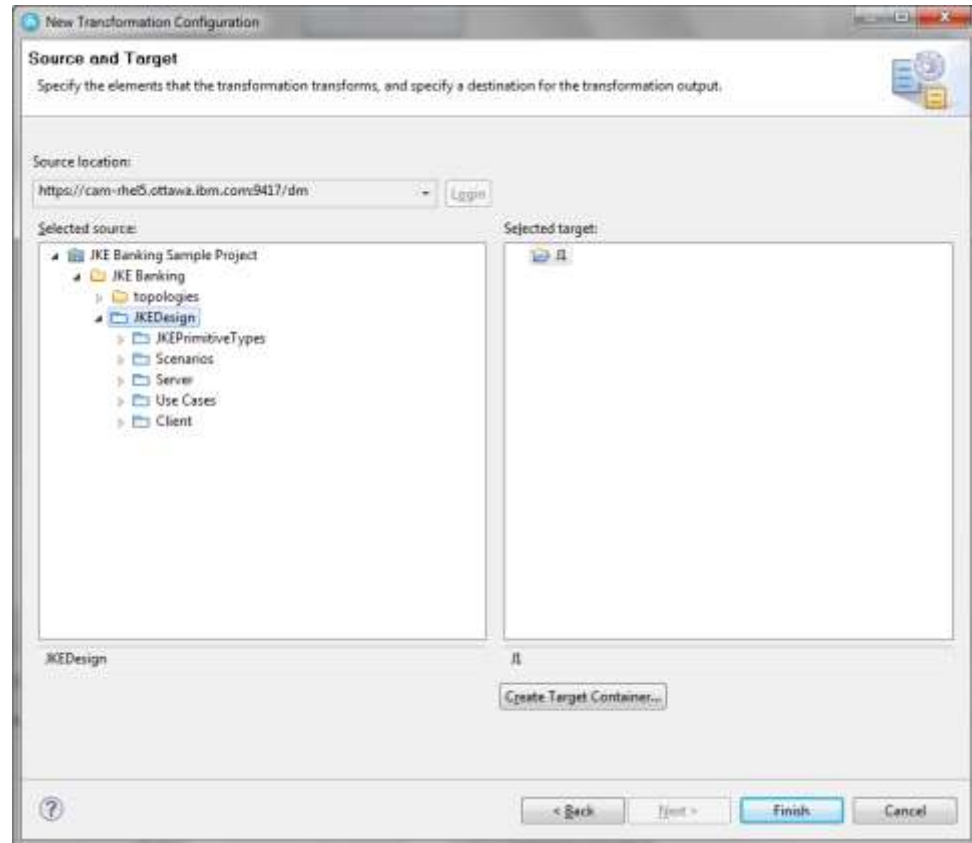 New Transformation Configuration
Source and Target
Specify the elements that the transformation transforms, and specify a destination for the transformation output.
Source location:
https://cam-rhel5.ottawa.ibm.com:9417/dm
Login
Selected source:
Selected target:
JKE Banking Sample Project
JKE Banking
topologies
JKEDesign
JKEPrimitiveTypes
Scenarios
Server
Use Cases
Client
JKEDesign
Create Target Container...
< Back
Next >
Finish
Cancel